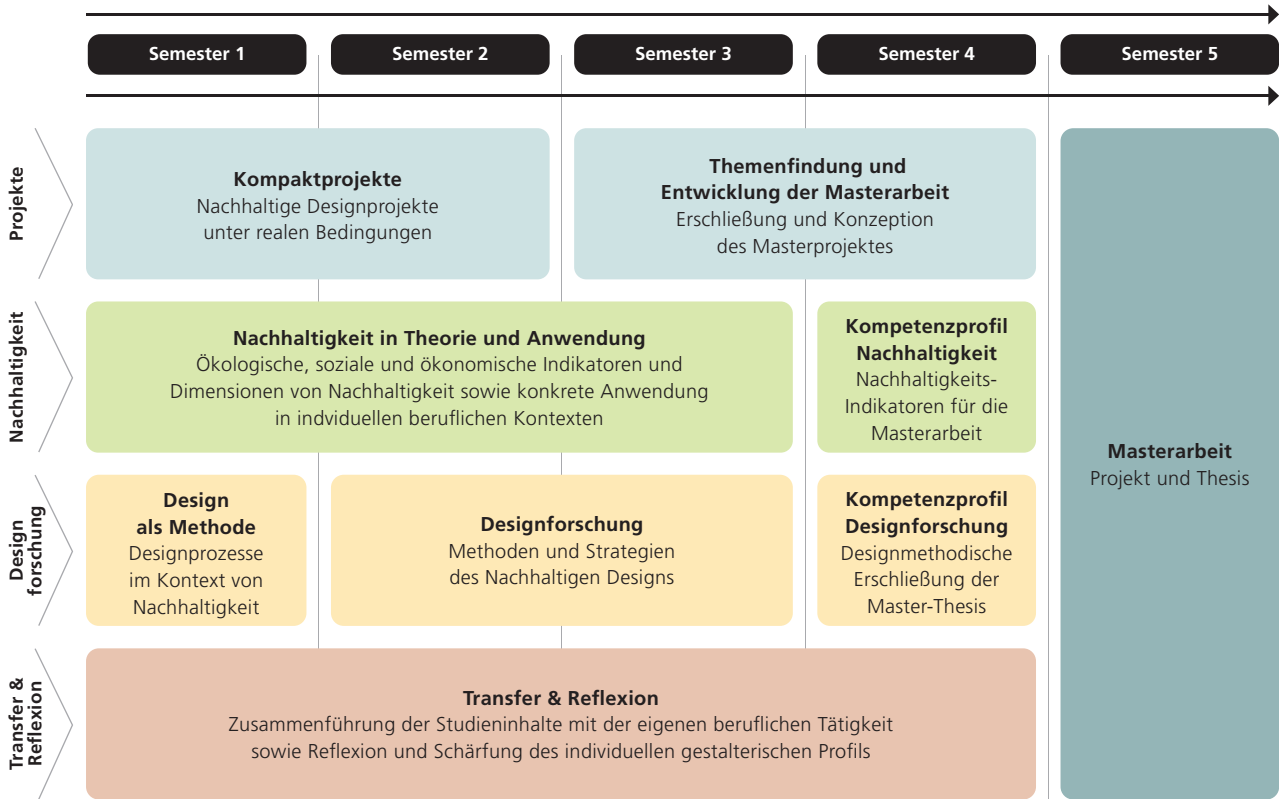 Semester 1
Semester 2
Semester 3
Semester 4
Semester 5
Projekte
Kompaktprojekte
Nachhaltige Designprojekte
unter realen Bedingungen
Themenfindung und
Entwicklung der Masterarbeit
Erschließung und Konzeption
des Masterprojektes
Nachhaltigkeit
Nachhaltigkeit in Theorie und Anwendung
Ökologische, soziale und ökonomische Indikatoren und
Dimensionen von Nachhaltigkeit sowie konkrete Anwendung
in indviduellen beruflichen Kontexten
Kompetenzprofil
Nachhaltigkeit
Nachhaltigkeits-
Indikatoren für die
Masterarbeit
Design
forschung
Design
als Methode
Designprozesse
im Kontext von
Nachhaltigkeit
Designforschung
Methoden und Strategien
des Nachhaltigen Designs
Kompetenzprofil
Designforschung
Designmethodische
Erschließung der
Master-Thesis
Transfer &
Reflexion
Transfer & Reflexion
Zusammenführung der Studieninhalte mit der eigenen beruflichen Tätigkeit
sowie Reflexion und Schärfung des individuellen gestalterischen Profils
Masterarbeit
Projekt und Thesis